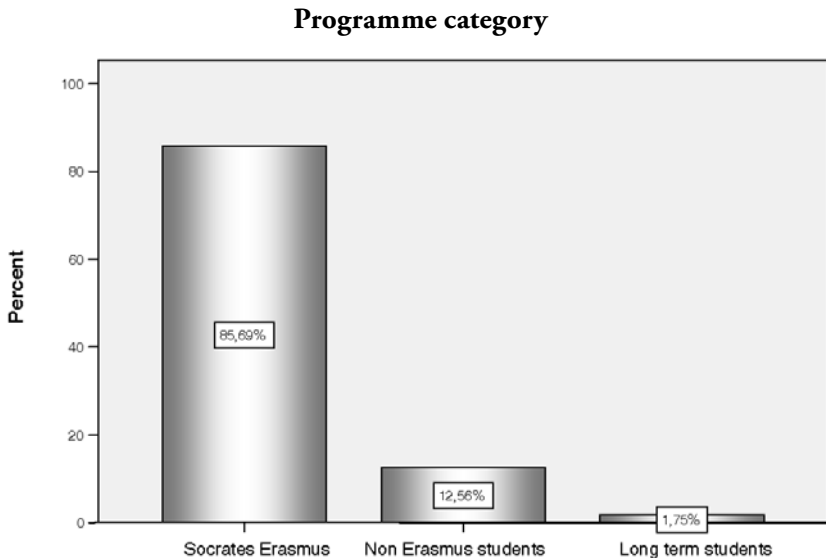 Programme category
100
80
60
40
20
0
Percent
85,69%
12,56%
1,75%
Socrates Erasmus
Non Erasmus students
Long term students